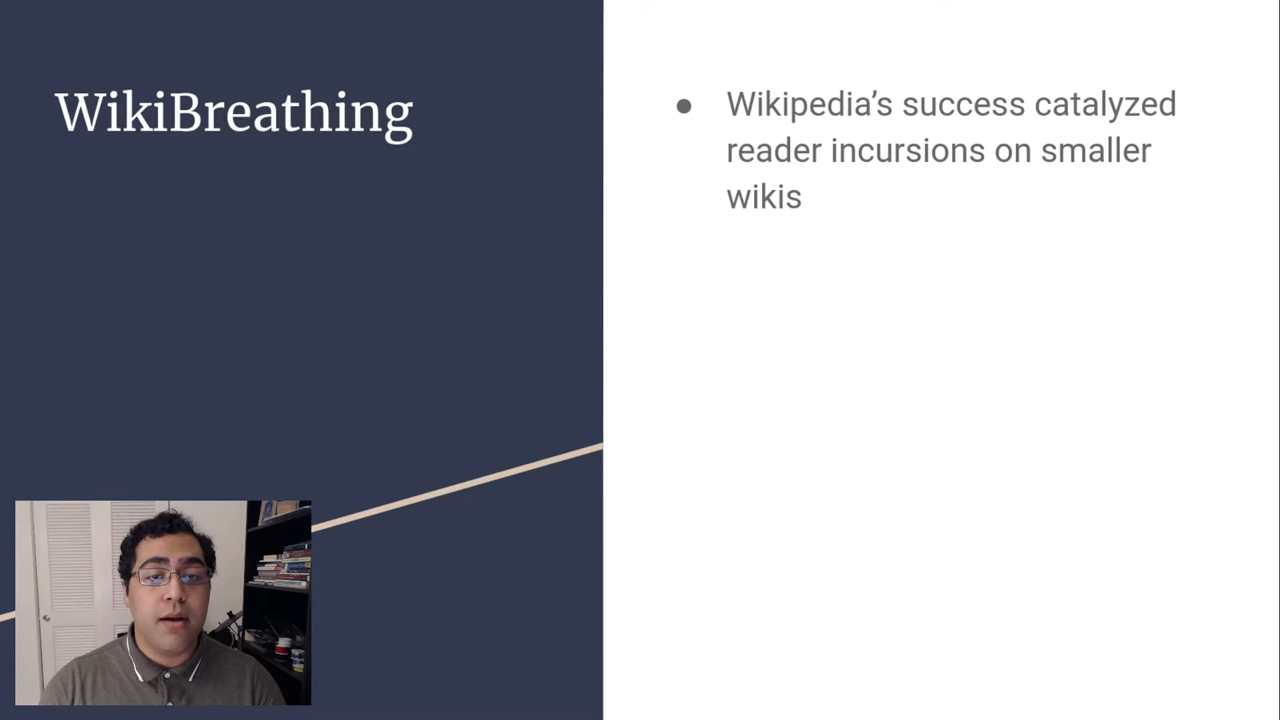 WikiBreathing
● Wikipedia’s success catalyzed
reader incursions on smaller
wikis